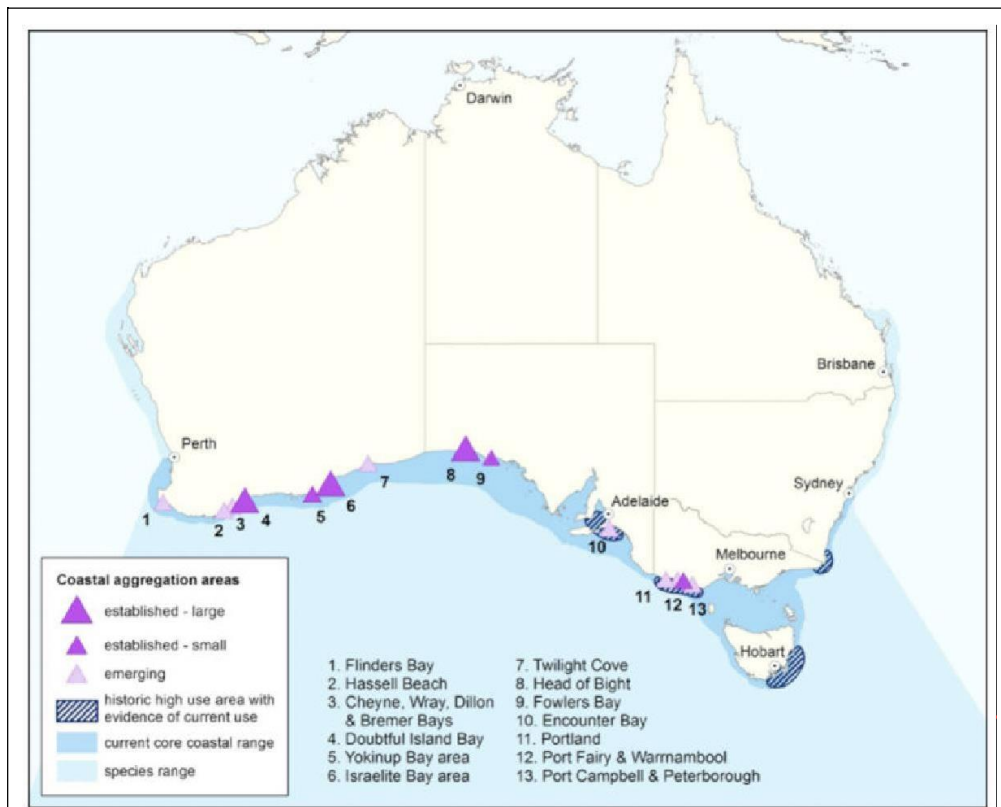 Darwin
Brisbane
Perth
Sydney
Adelaide
Melbourne
Hobart
1
2
3
4
5
6
7
8
9
10
11
12
13
Coastal aggregation areas
established - large
established - small
emerging
historic high use area with
evidence of current use
current core coastal range
species range
1. Flinders Bay
2. Hassell Beach
3. Cheyne, Wray, Dillon
& Bremer Bays
4. Doubtful Island Bay
5. Yokinup Bay area
6. Israelite Bay area
7. Twilight Cove
8. Head of Bight
9. Fowlers Bay
10. Encounter Bay
11. Portland
12. Port Fairy & Warrnambool
13. Port Campbell & Peterborough